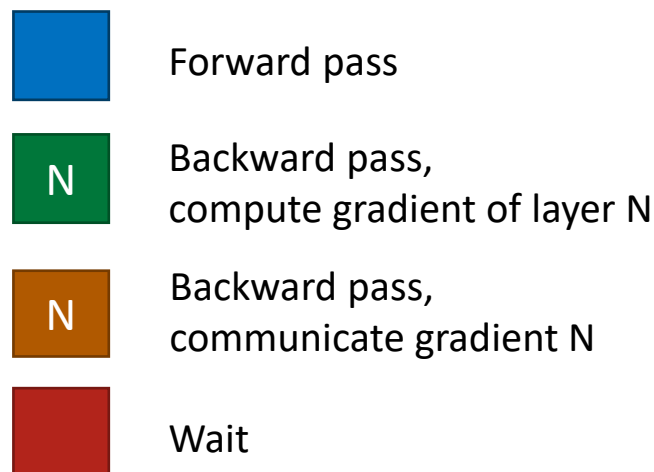 Forward pass
N
Backward pass,
compute gradient of layer N
N
Backward pass,
communicate gradient N
Wait